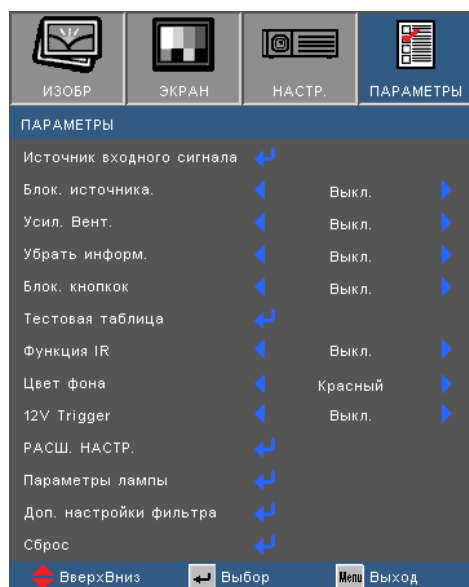 ИЗОБР ЭКРАН НАСТР. ПАРАМЕТРЫ
ПАРАМЕТРЫ
Источник входного сигнала
Блок. источника. Выкл.
Усил. Вент. Выкл.
Убрать информ. Выкл.
Блок. кнопкок Выкл.
Тестовая таблица
Функция IR Выкл.
Цвет фона Красный
12V Trigger Выкл.
РАСШ. НАСТР.
Параметры лампы
Доп. настройки фильтра
Сброс
ВверхВниз Выбор Menu Выход